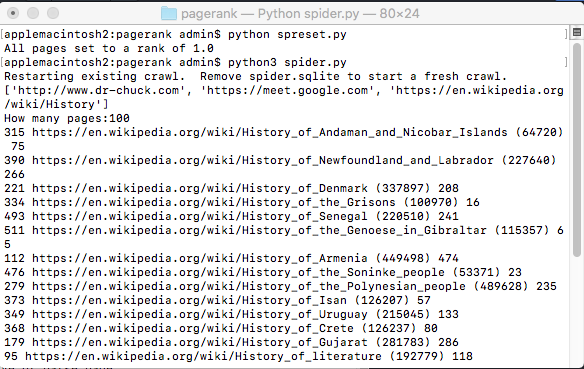 pagerank — Python spider.py — 80×24
[applemacintosh2:pagerank admin$ python spreset.py ]
All pages set to a rank of 1.0
[applemacintosh2:pagerank admin$ python3 spider.py ]
Restarting existing crawl.  Remove spider.sqlite to start a fresh crawl.
['http://www.dr-chuck.com', 'https://meet.google.com', 'https://en.wikipedia.org
/wiki/History']
How many pages:100
315 https://en.wikipedia.org/wiki/History_of_Andaman_and_Nicobar_Islands (64720)
 75
390 https://en.wikipedia.org/wiki/History_of_Newfoundland_and_Labrador (227640)
266
221 https://en.wikipedia.org/wiki/History_of_Denmark (337897) 208
334 https://en.wikipedia.org/wiki/History_of_the_Grisons (100970) 16
493 https://en.wikipedia.org/wiki/History_of_Senegal (220510) 241
511 https://en.wikipedia.org/wiki/History_of_the_Genoese_in_Gibraltar (115357) 6
5
112 https://en.wikipedia.org/wiki/History_of_Armenia (449498) 474
476 https://en.wikipedia.org/wiki/History_of_the_Soninke_people (53371) 23
279 https://en.wikipedia.org/wiki/History_of_the_Polynesian_people (489628) 235
373 https://en.wikipedia.org/wiki/History_of_Isan (126207) 57
349 https://en.wikipedia.org/wiki/History_of_Uruguay (215045) 133
368 https://en.wikipedia.org/wiki/History_of_Crete (126237) 80
179 https://en.wikipedia.org/wiki/History_of_Gujarat (281783) 286
95 https://en.wikipedia.org/wiki/History_of_literature (192779) 118